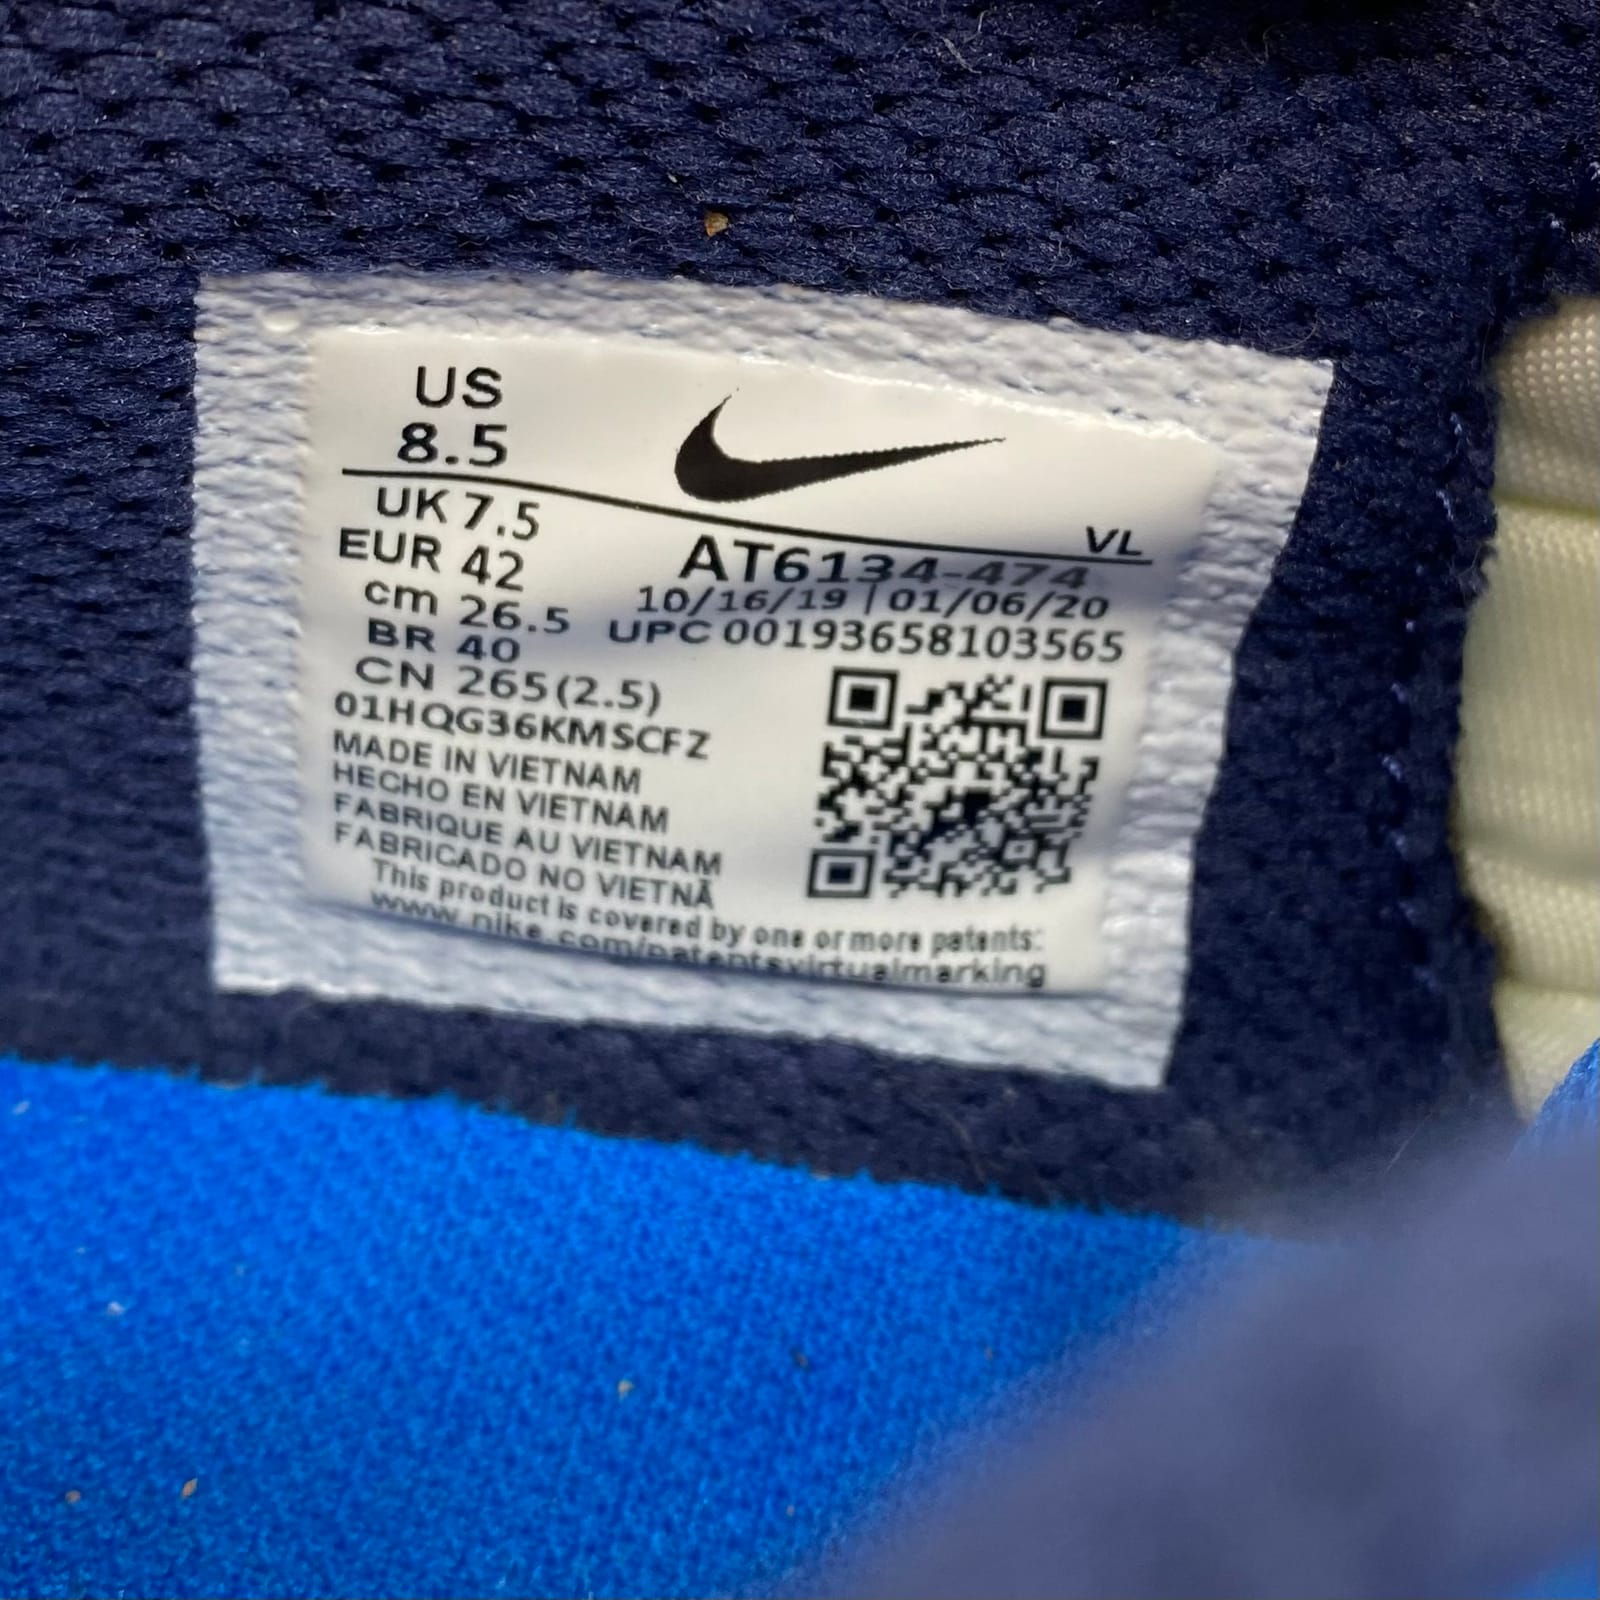 US
8.5
VL
UK 7.5
EUR 42
cm 26.5
BR 40
CN 265(2.5)
AT6134-474
10/16/19 | 01/06/20
UPC 00193658103565
01HQG36KMSCFZ
MADE IN VIETNAM
HECHO EN VIETNAM
FABRIQUE AU VIETNAM
FABRICADO NO VIETNÃ
This product is covered by one or more patents:
www.nike.com/patentsvirtualmarking